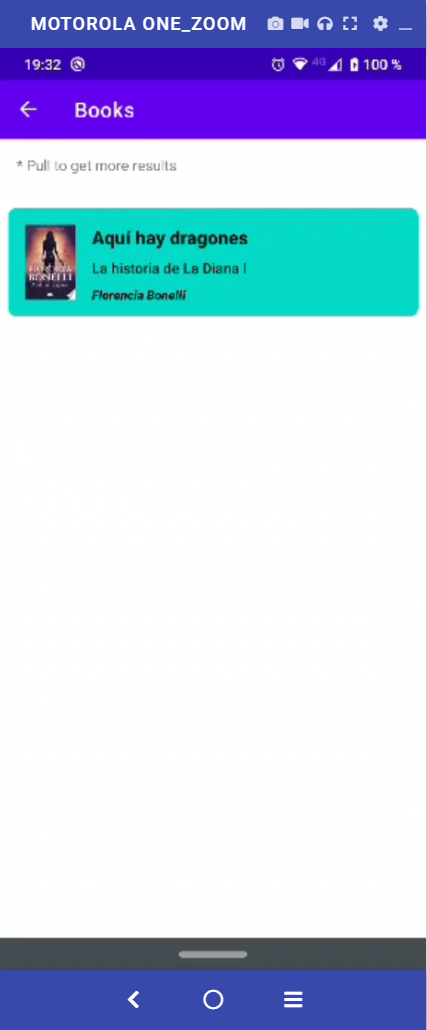 MOTOROLA ONE_ZOOM
19:32
4G 100 %
Books
* Pull to get more results
Aquí hay dragones
La historia de La Diana I
Florencia Bonelli
FLORENCIA
BONELLI